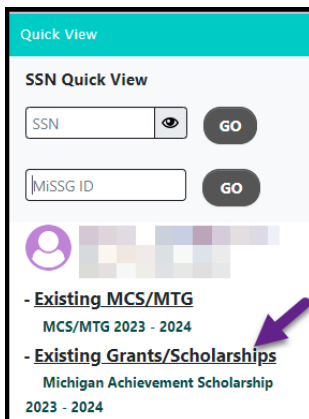 Quick View
SSN Quick View
SSN
GO
MiSSG ID
GO
- Existing MCS/MTG
MCS/MTG 2023 - 2024
- Existing Grants/Scholarships
Michigan Achievement Scholarship
2023 - 2024